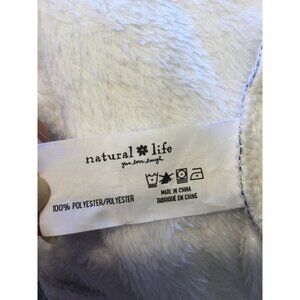 natural life
give. love. laugh.
100% POLYESTER/POLYESTER
MADE IN CHINA
FABRIQUÉ EN CHINE